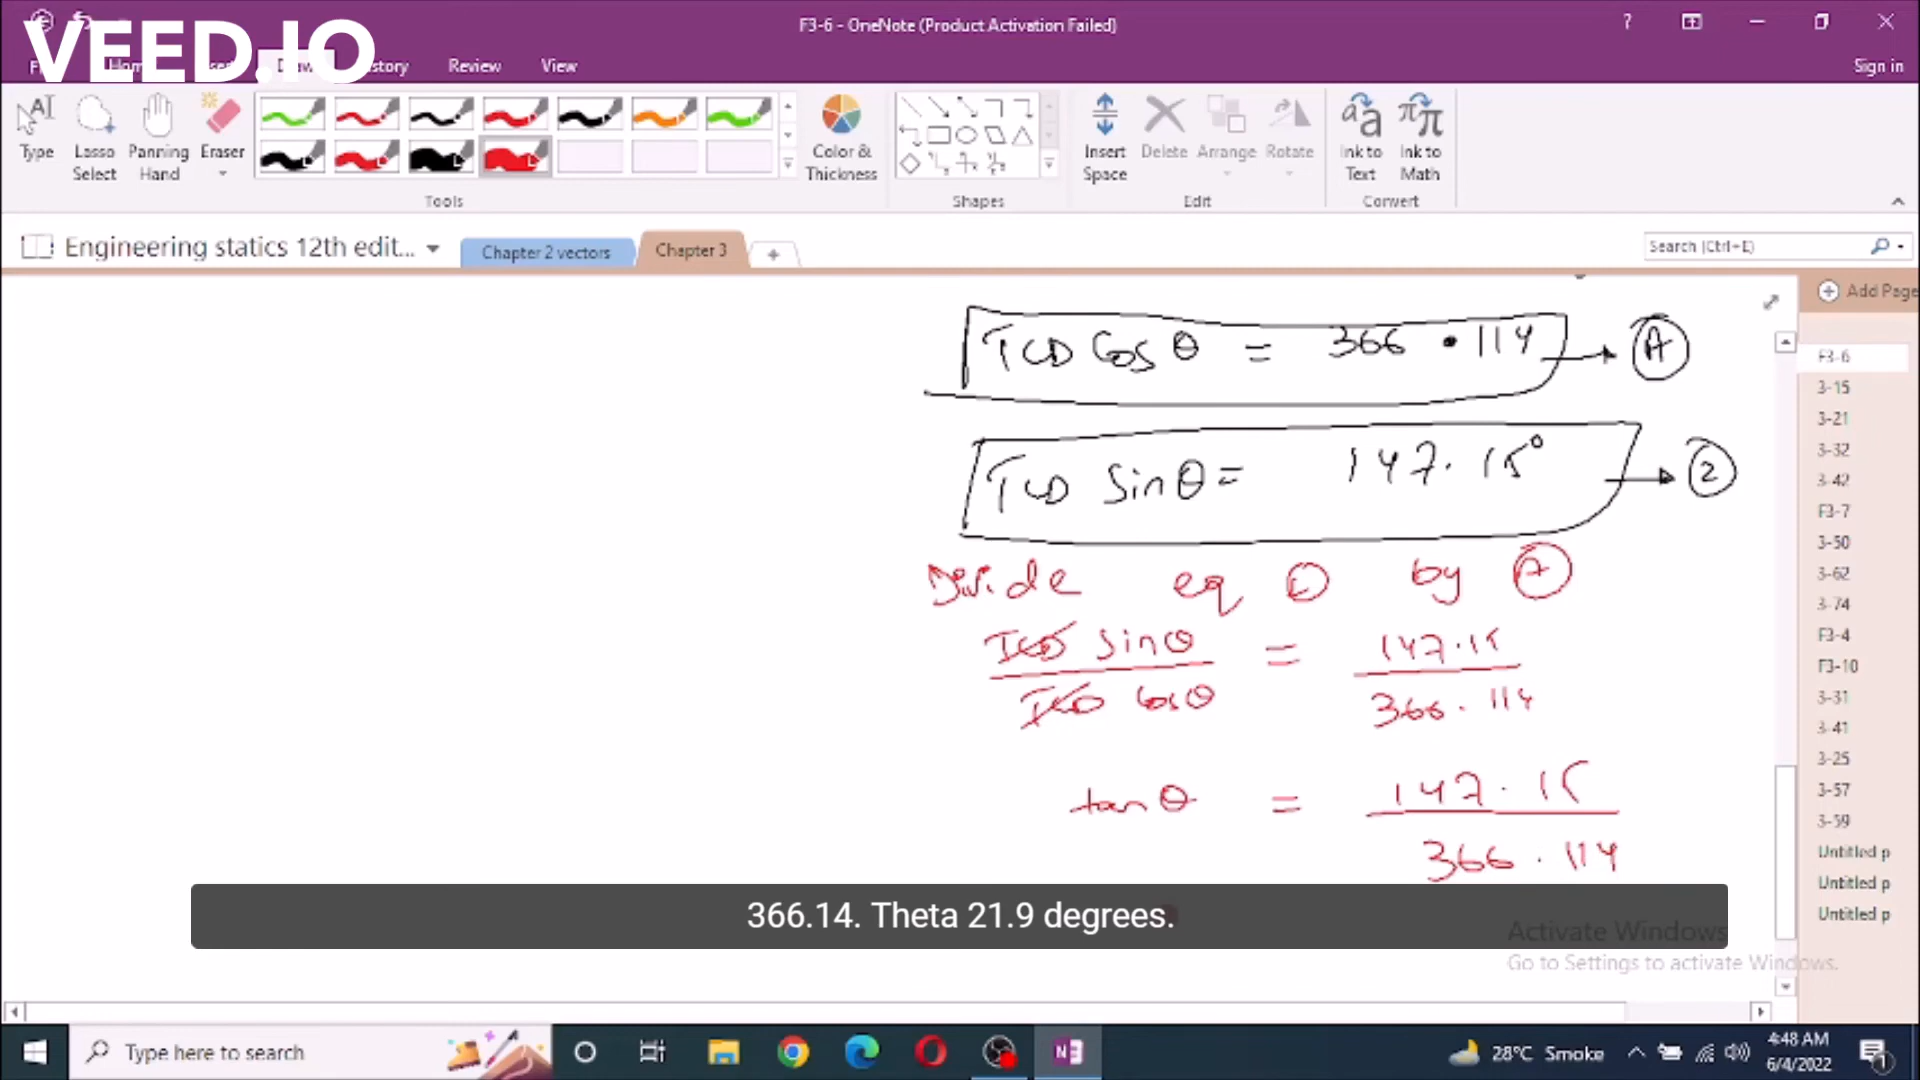 F3-6 - OneNote (Product Activation Failed)
VEED.IO
Review View
Sign in
Type
Lasso Select
Panning Hand
Eraser
Color & Thickness
Insert Space
Delete
Arrange
Rotate
Ink to Text
Ink to Math
Tools
Shapes
Edit
Convert
Engineering statics 12th edit...
Chapter 2 vectors
Chapter 3
Search (Ctrl+E)
Add Page
TCD Cos θ = 366.114 → A
TCD Sin θ = 147.15° → 2
Divide eq 2 by A
TCD sin θ / TCD cos θ = 147.15 / 366.114
tan θ = 147.15 / 366.114
F3-6
3-15
3-21
3-32
3-42
F3-7
3-50
3-62
3-74
F3-4
F3-10
3-31
3-41
3-25
3-57
3-59
Untitled p
Untitled p
Untitled p
366.14. Theta 21.9 degrees.
Activate Windows
Go to Settings to activate Windows.
Type here to search
28°C Smoke
4:48 AM
6/4/2022